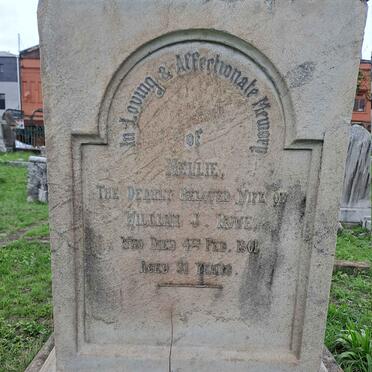 In Loving & Affectionate Memory
of
NELLIE,
THE DEARLY BELOVED WIFE OF
WILLIAM J. ROWE,
WHO DIED 4TH FEB. 1901
AGED 31 YEARS.